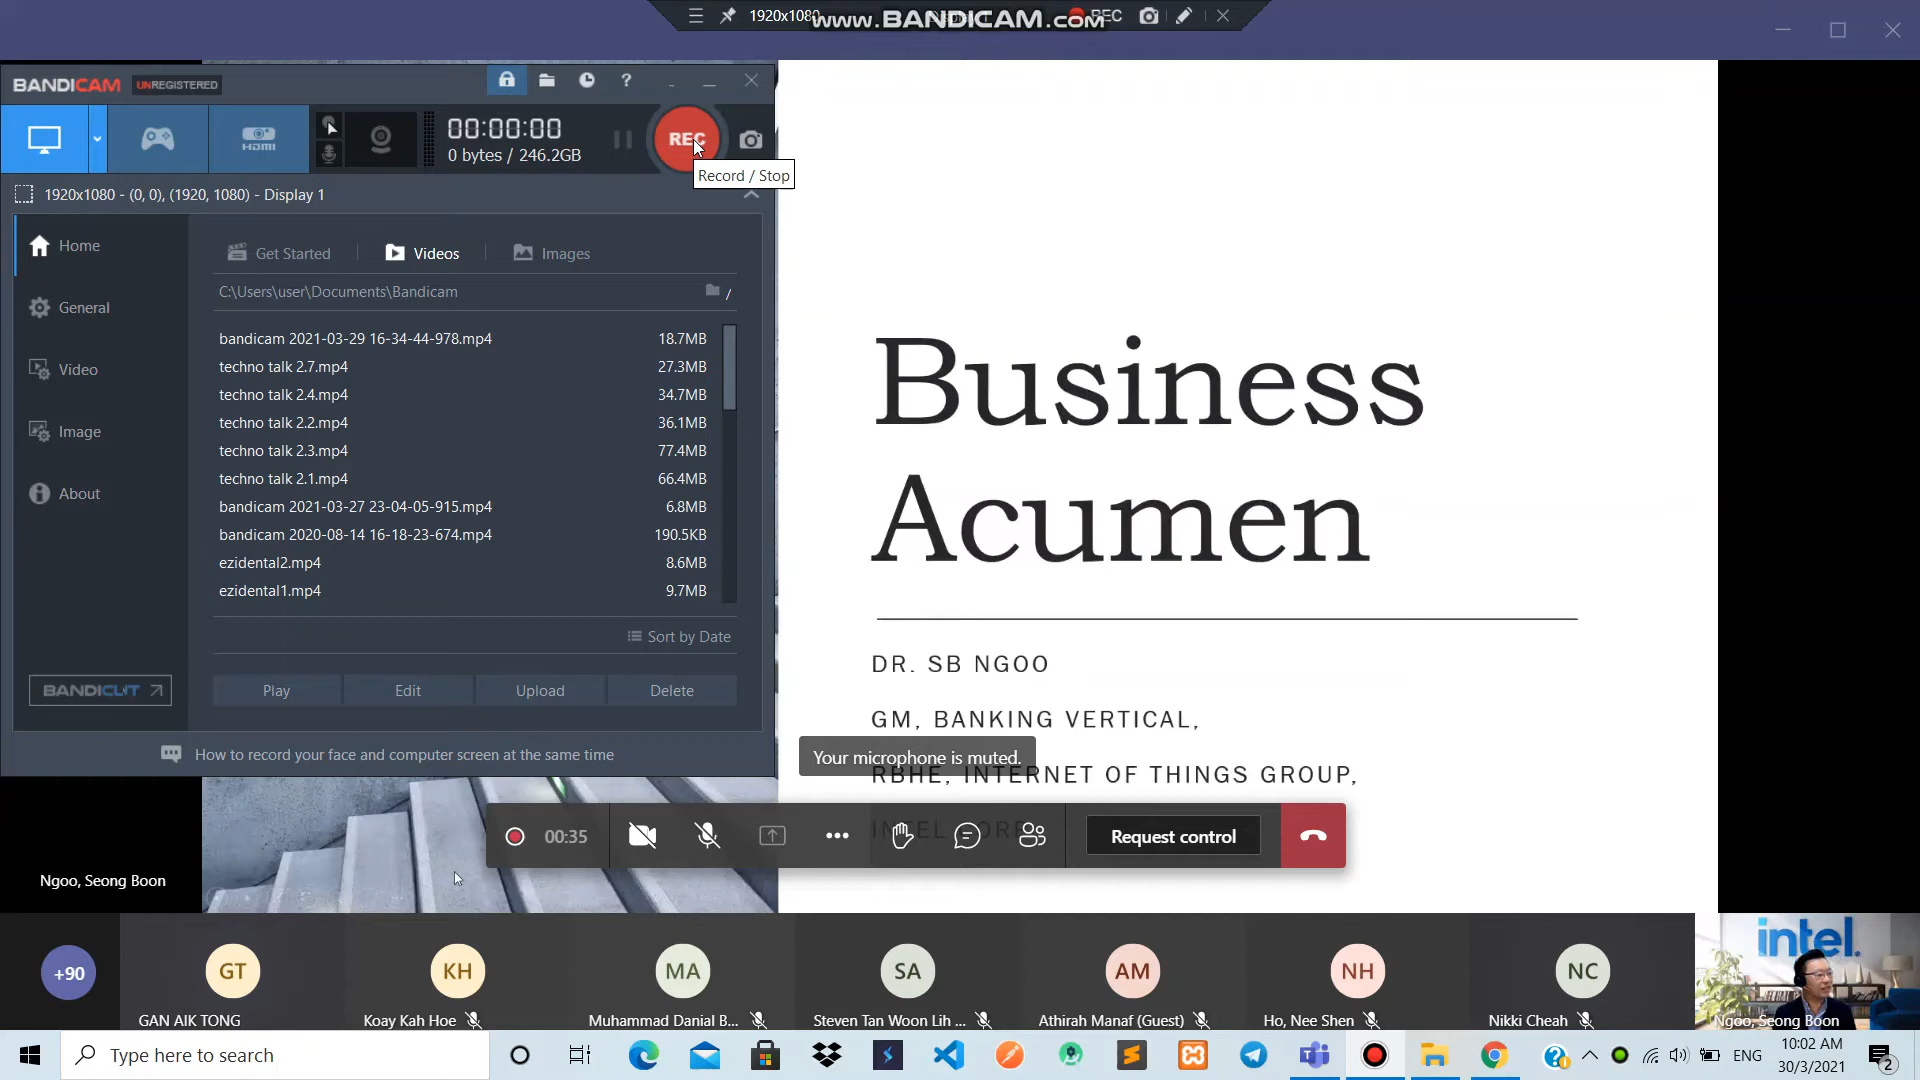 1920x1080
www.BANDICAM.com
REC
BANDICAM
UNREGISTERED
?
HDMI
00:00:00
0 bytes / 246.2GB
REC
Record / Stop
1920x1080 - (0, 0), (1920, 1080) - Display 1
Home
General
Video
Image
About
Get Started
Videos
Images
C:\Users\user\Documents\Bandicam
/
bandicam 2021-03-29 16-34-44-978.mp4 18.7MB
techno talk 2.7.mp4 27.3MB
techno talk 2.4.mp4 34.7MB
techno talk 2.2.mp4 36.1MB
techno talk 2.3.mp4 77.4MB
techno talk 2.1.mp4 66.4MB
bandicam 2021-03-27 23-04-05-915.mp4 6.8MB
bandicam 2020-08-14 16-18-23-674.mp4 190.5KB
ezidental2.mp4 8.6MB
ezidental1.mp4 9.7MB
Sort by Date
BANDICUT
Play
Edit
Upload
Delete
How to record your face and computer screen at the same time
Business
Acumen
DR. SB NGOO
GM, BANKING VERTICAL,
RBHE, INTERNET OF THINGS GROUP,
Your microphone is muted.
00:35
Request control
Ngoo, Seong Boon
+90
GT
GAN AIK TONG
KH
Koay Kah Hoe
MA
Muhammad Danial B...
SA
Steven Tan Woon Lih ...
AM
Athirah Manaf (Guest)
NH
Ho, Nee Shen
NC
Nikki Cheah
intel.
Ngoo, Seong Boon
Type here to search
ENG
10:02 AM
30/3/2021
2